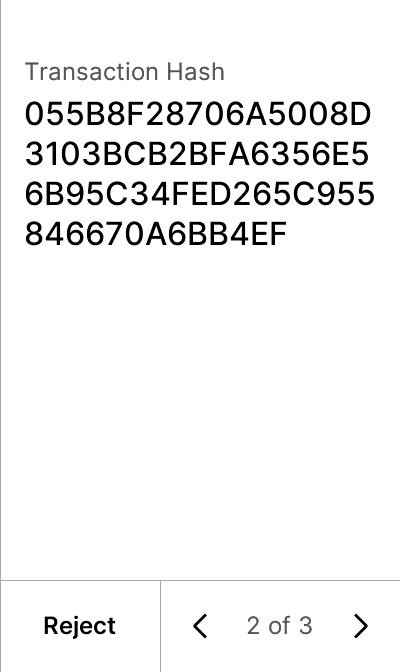 Transaction Hash
055B8F28706A5008D
3103BCB2BFA6356E5
6B95C34FED265C955
846670A6BB4EF
Reject
2 of 3